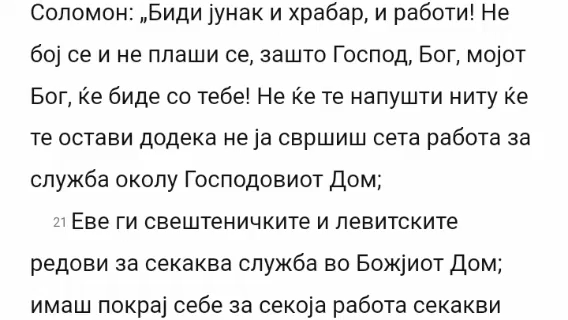 Соломон: „Биди јунак и храбар, и работи! Не
бој се и не плаши се, зашто Господ, Бог, мојот
Бог, ќе биде со тебе! Не ќе те напушти ниту ќе
те остави додека не ја свршиш сета работа за
служба околу Господовиот Дом;
21 Еве ги свештеничките и левитските
редови за секаква служба во Божјиот Дом;
имаш покрај себе за секоја работа секакви